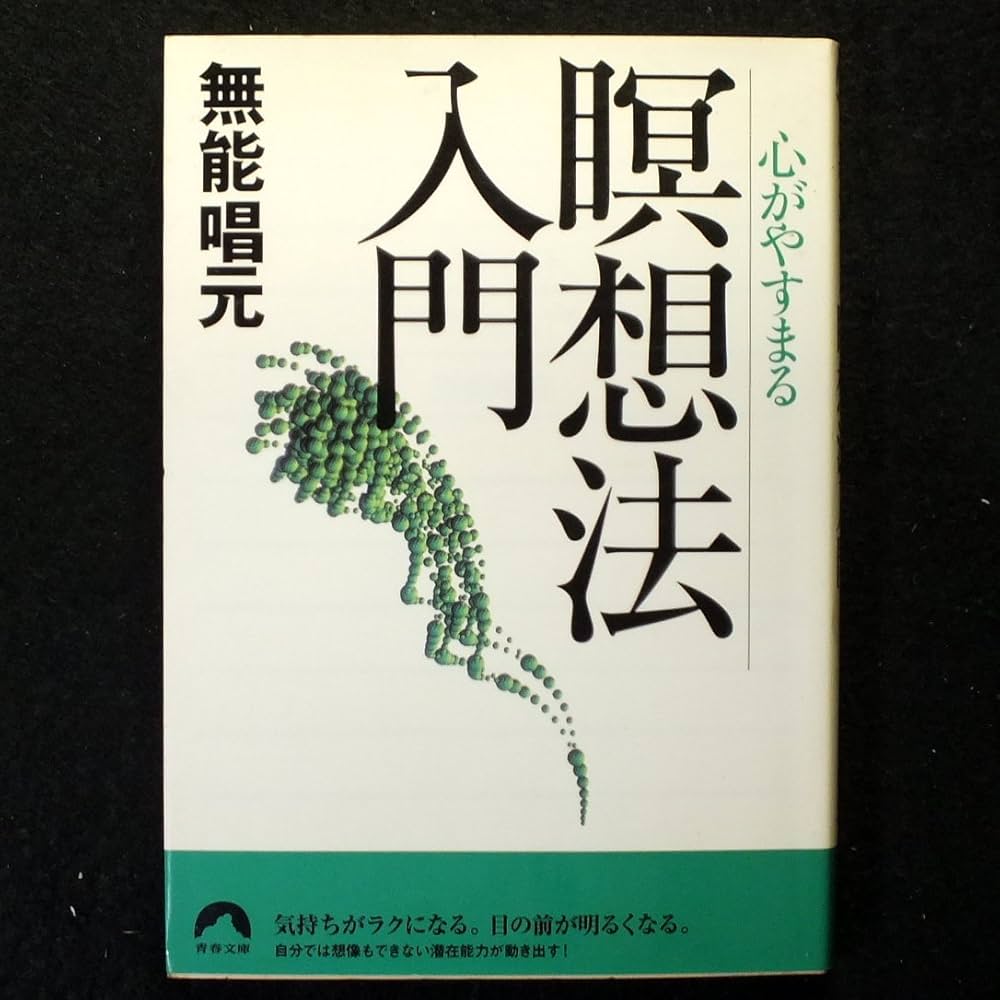 心がやすまる
瞑想法
入門
無能唱元
気持ちがラクになる。目の前が明るくなる。
自分では想像もできない潜在能力が動き出す!
青春文庫